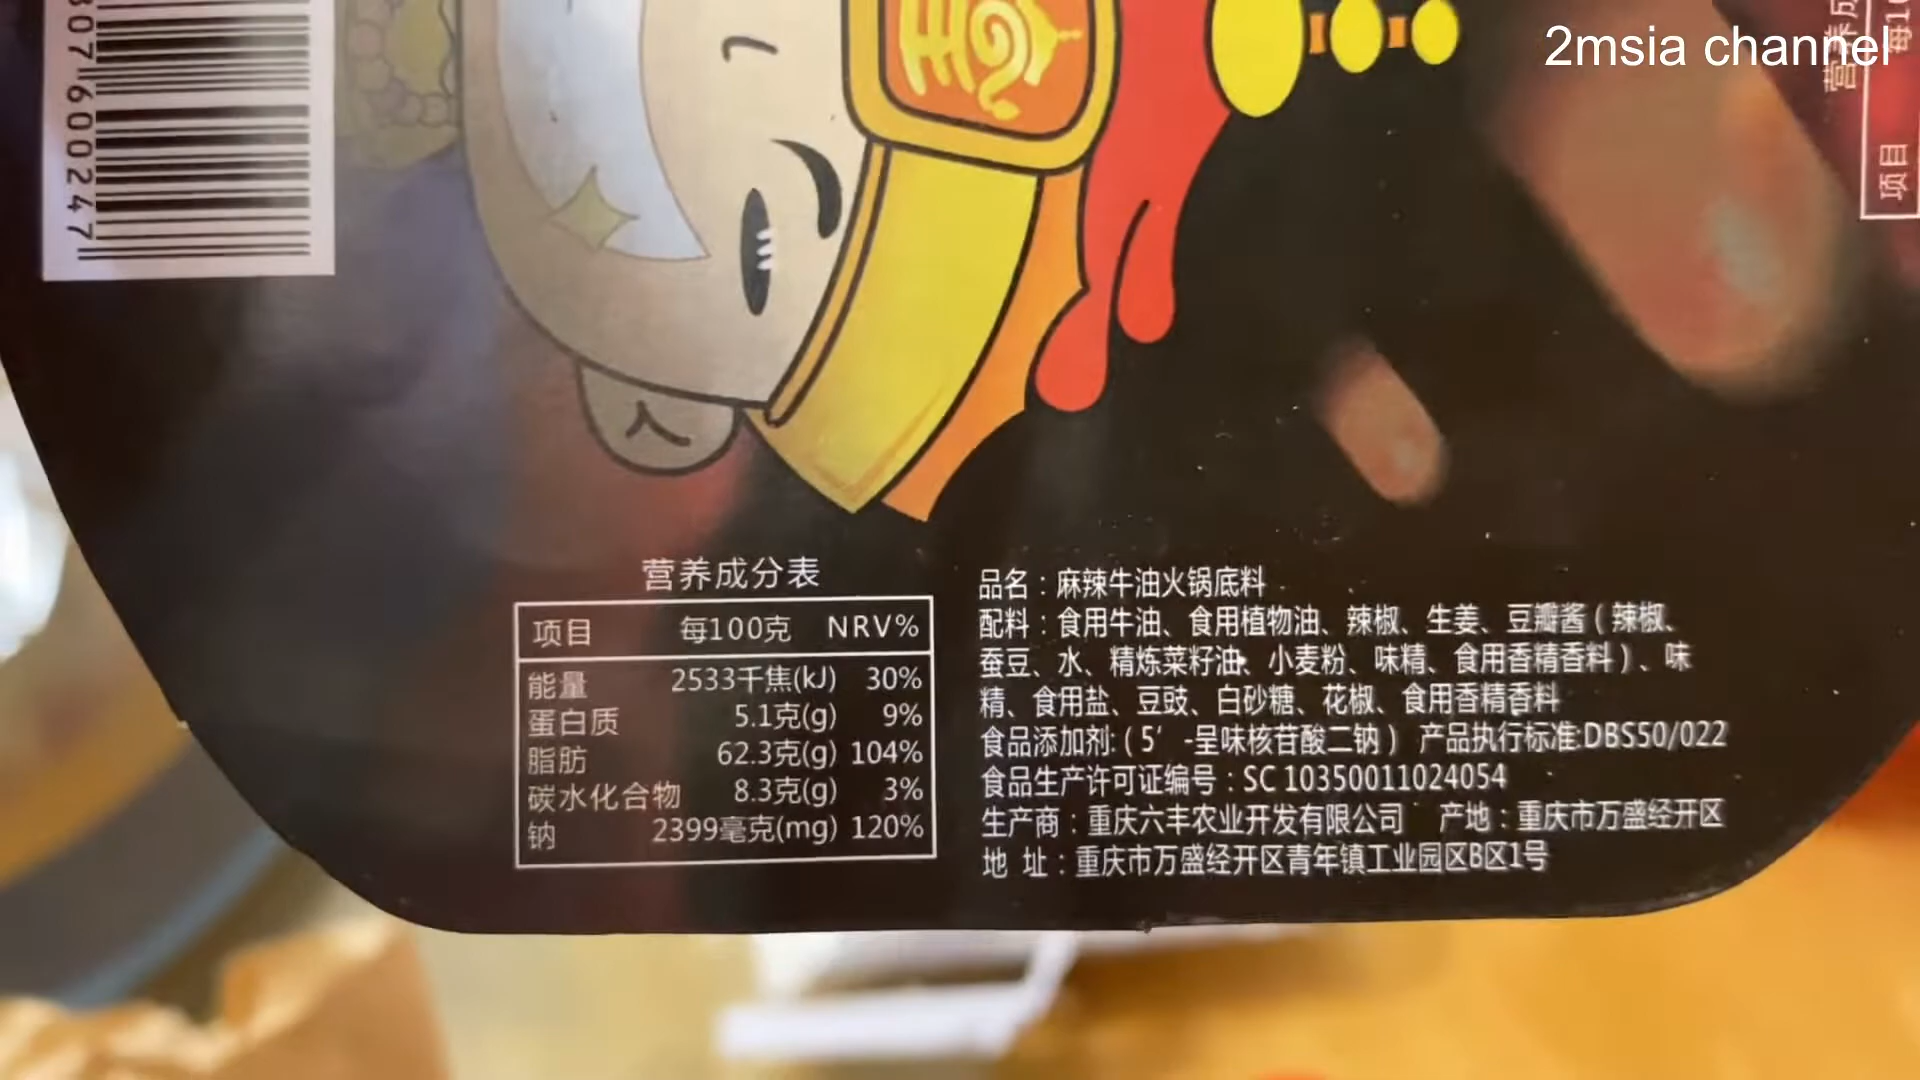 2msia channel
07600247
营养成
项目
营养成分表
项目 每100克 NRV%
能量 2533千焦(kJ) 30%
蛋白质 5.1克(g) 9%
脂肪 62.3克(g) 104%
碳水化合物 8.3克(g) 3%
钠 2399毫克(mg) 120%
品名：麻辣牛油火锅底料
配料：食用牛油、食用植物油、辣椒、生姜、豆瓣酱（辣椒、
蚕豆、水、精炼菜籽油、小麦粉、味精、食用香精香料）、味
精、食用盐、豆豉、白砂糖、花椒、食用香精香料
食品添加剂:（5′-呈味核苷酸二钠） 产品执行标准:DBS50/022
食品生产许可证编号：SC 10350011024054
生产商：重庆六丰农业开发有限公司 产地：重庆市万盛经开区
地 址：重庆市万盛经开区青年镇工业园区B区1号